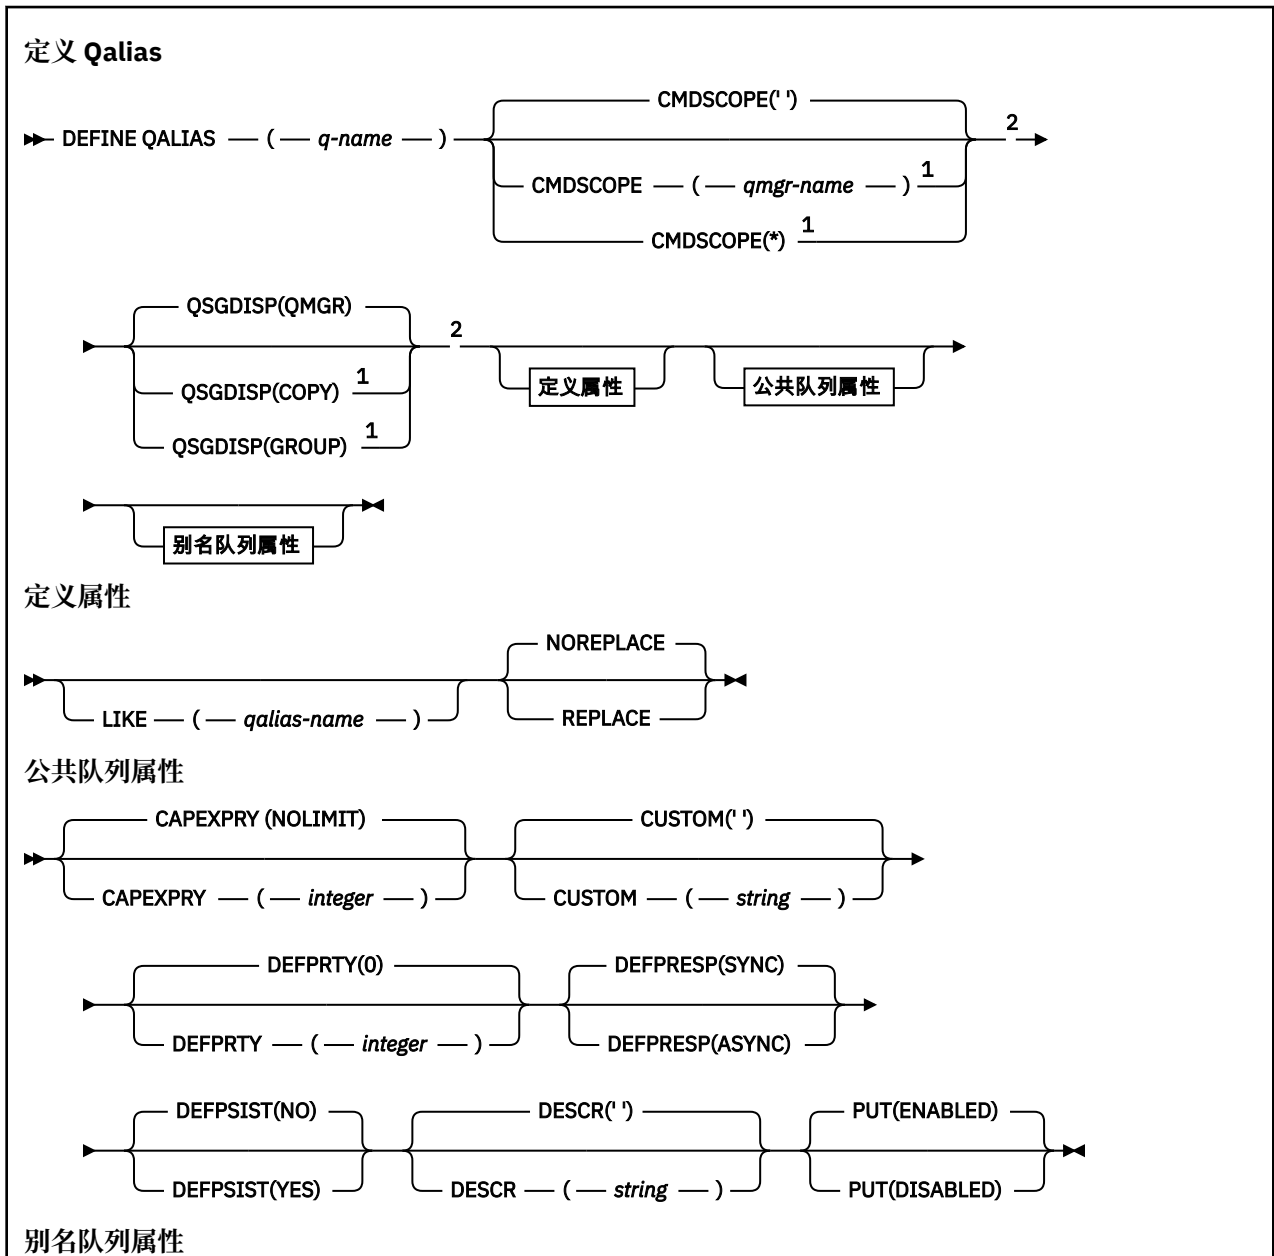 定义 Qalias
CMDSCOPE(' ')
DEFINE QALIAS ( q-name ) 2
CMDSCOPE ( qmgr-name ) 1
CMDSCOPE(*) 1
QSGDISP(QMGR) 2
QSGDISP(COPY) 1
定义属性 公共队列属性
QSGDISP(GROUP) 1
别名队列属性
定义属性
NOREPLACE
LIKE ( qalias-name ) REPLACE
公共队列属性
CAPEXPRY (NOLIMIT) CUSTOM(' ')
CAPEXPRY ( integer ) CUSTOM ( string )
DEFPRTY(0) DEFPRESP(SYNC)
DEFPRTY ( integer ) DEFPRESP(ASYNC)
DEFPSIST(NO) DESCR(' ') PUT(ENABLED)
DEFPSIST(YES) DESCR ( string ) PUT(DISABLED)
别名队列属性